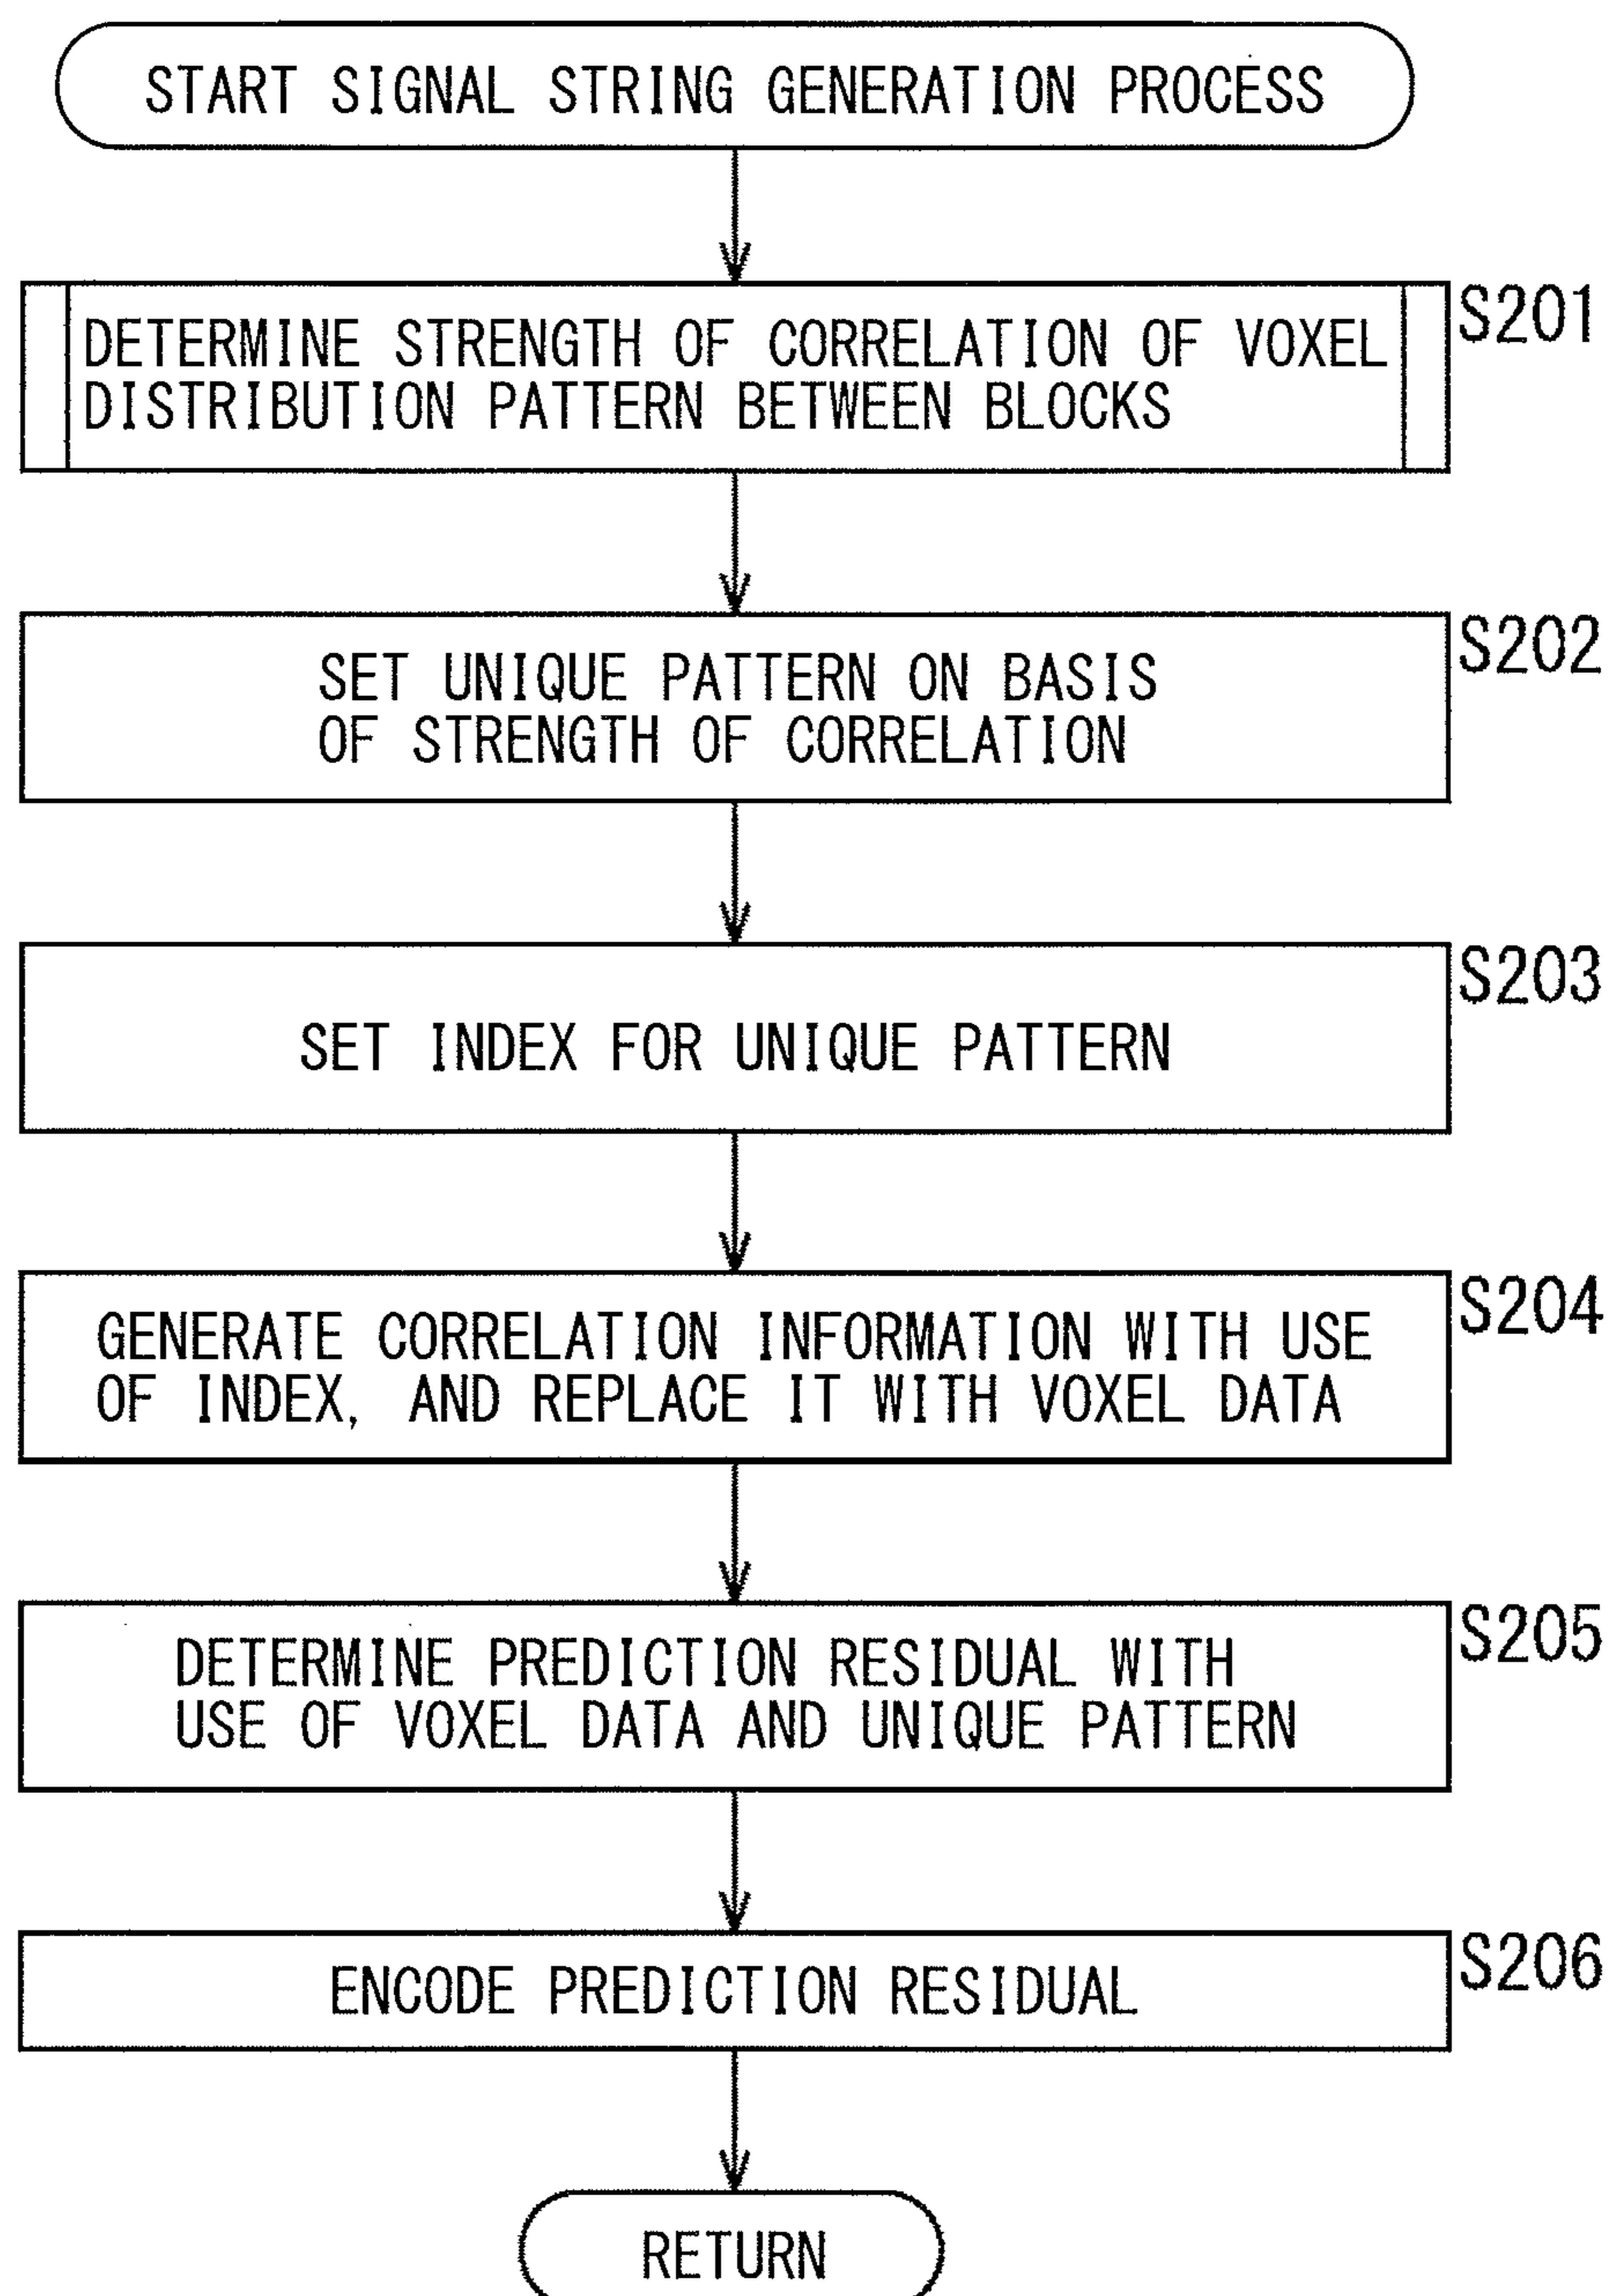 START SIGNAL STRING GENERATION PROCESS
S201
DETERMINE STRENGTH OF CORRELATION OF VOXEL
DISTRIBUTION PATTERN BETWEEN BLOCKS
S202
SET UNIQUE PATTERN ON BASIS
OF STRENGTH OF CORRELATION
S203
SET INDEX FOR UNIQUE PATTERN
S204
GENERATE CORRELATION INFORMATION WITH USE
OF INDEX, AND REPLACE IT WITH VOXEL DATA
S205
DETERMINE PREDICTION RESIDUAL WITH
USE OF VOXEL DATA AND UNIQUE PATTERN
S206
ENCODE PREDICTION RESIDUAL
RETURN